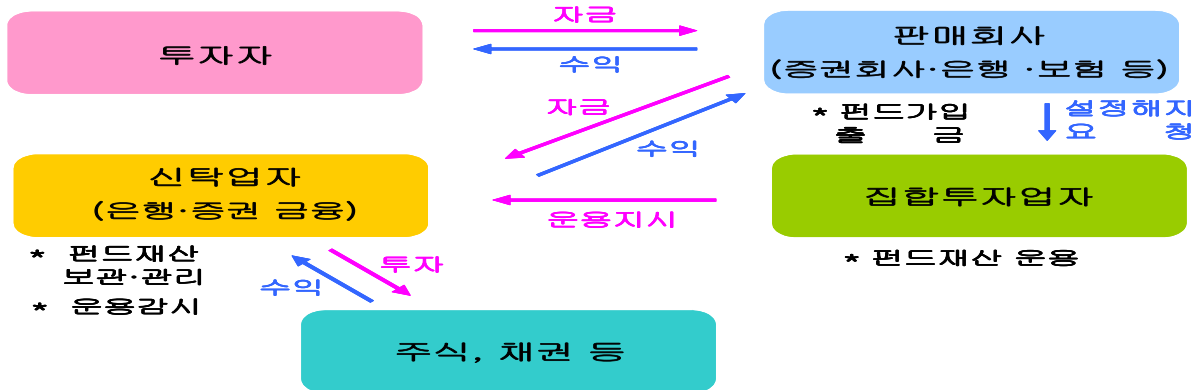 투자자
자금
수익
판매회사
(증권회사·은행 ·보험 등)
* 펀드가입
출 금
설정해지
요 청
자금
수익
신탁업자
(은행·증권 금융)
운용지시
집합투자업자
* 펀드재산
보관·관리
* 운용감시
* 펀드재산 운용
수익
투자
주식, 채권 등